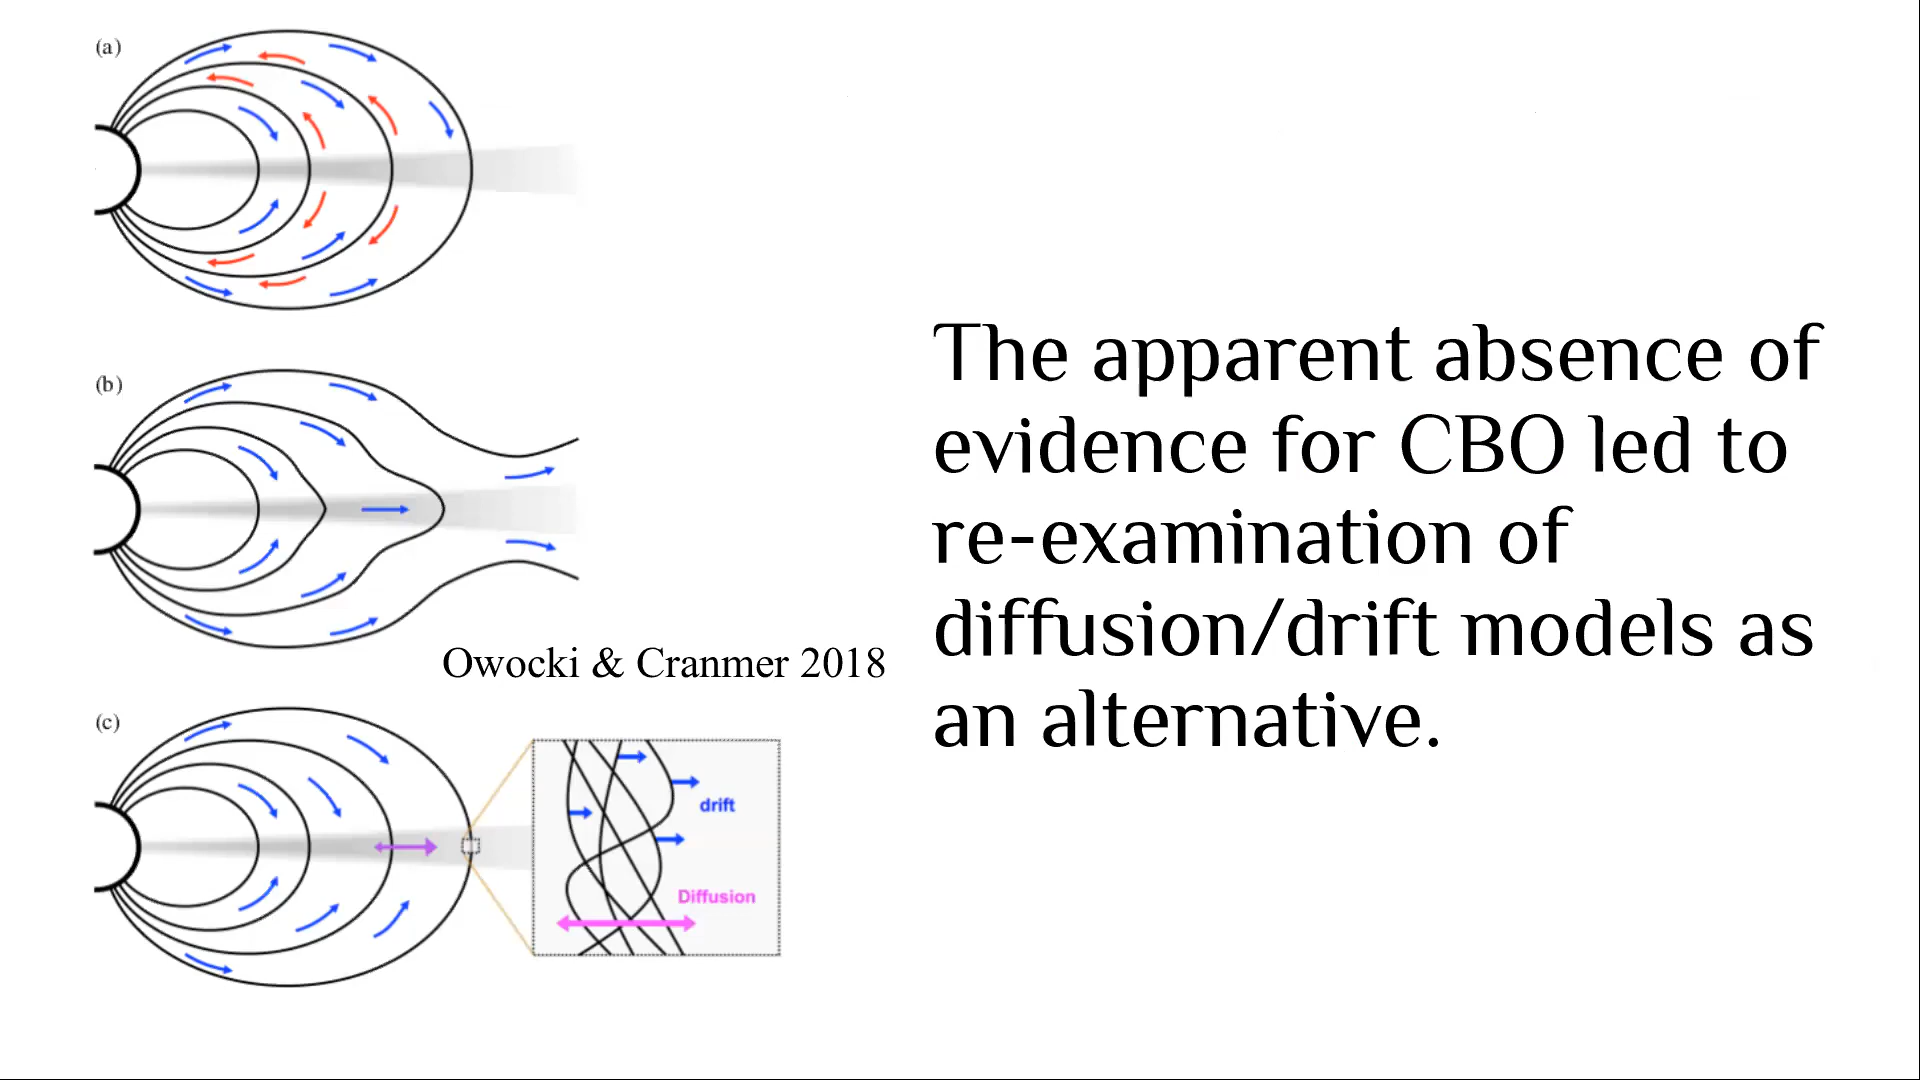 (a)
(b)
Owocki & Cranmer 2018
(c)
drift
Diffusion
The apparent absence of
evidence for CBO led to
re-examination of
diffusion/drift models as
an alternative.